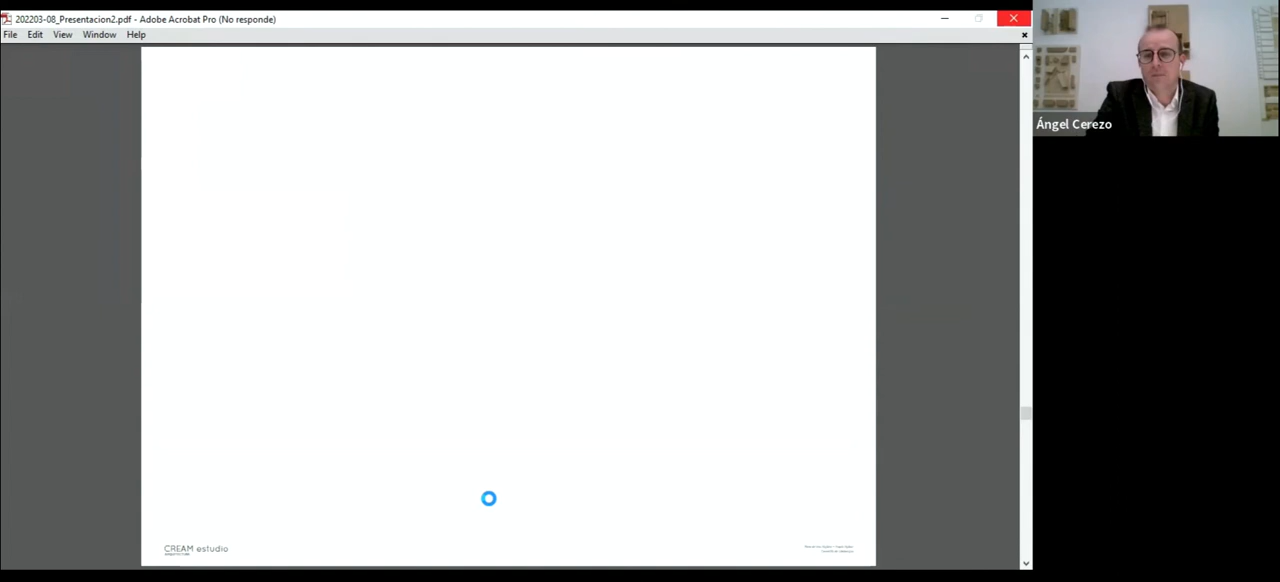 202203-08_Presentacion2.pdf - Adobe Acrobat Pro (No responde)
File Edit View Window Help
Ángel Cerezo
CREAM estudio